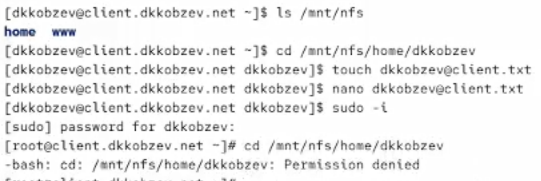 [dkkobzev@client.dkkobzev.net ~]$ ls /mnt/nfs
home  www
[dkkobzev@client.dkkobzev.net ~]$ cd /mnt/nfs/home/dkkobzev
[dkkobzev@client.dkkobzev.net dkkobzev]$ touch dkkobzev@client.txt
[dkkobzev@client.dkkobzev.net dkkobzev]$ nano dkkobzev@client.txt
[dkkobzev@client.dkkobzev.net dkkobzev]$ sudo -i
[sudo] password for dkkobzev:
[root@client.dkkobzev.net ~]# cd /mnt/nfs/home/dkkobzev
-bash: cd: /mnt/nfs/home/dkkobzev: Permission denied